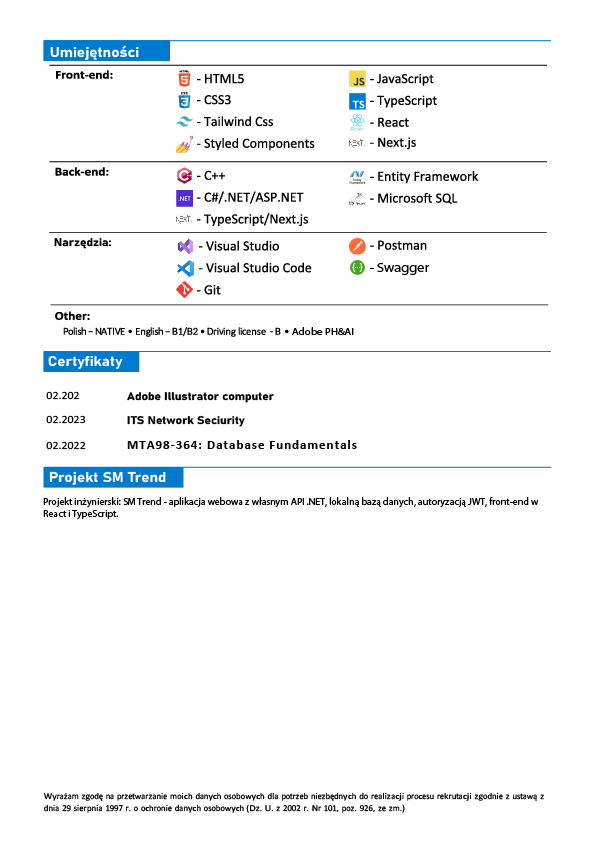 Umiejętności
Front-end:
- HTML5
- JavaScript
- CSS3
- TypeScript
- Tailwind Css
- React
- Styled Components
- Next.js
Back-end:
- C++
- Entity Framework
- C#/.NET/ASP.NET
- Microsoft SQL
- TypeScript/Next.js
Narzędzia:
- Visual Studio
- Postman
- Visual Studio Code
- Swagger
- Git
Other:
Polish – NATIVE • English – B1/B2 • Driving license - B • Adobe PH&AI
Certyfikaty
02.202 Adobe Illustrator computer
02.2023 ITS Network Seciurity
02.2022 MTA98-364: Database Fundamentals
Projekt SM Trend
Projekt inżynierski: SM Trend - aplikacja webowa z własnym API .NET, lokalną bazą danych, autoryzacją JWT, front-end w
React i TypeScript.
Wyrażam zgodę na przetwarzanie moich danych osobowych dla potrzeb niezbędnych do realizacji procesu rekrutacji zgodnie z ustawą z
dnia 29 sierpnia 1997 r. o ochronie danych osobowych (Dz. U. z 2002 r. Nr 101, poz. 926, ze zm.)